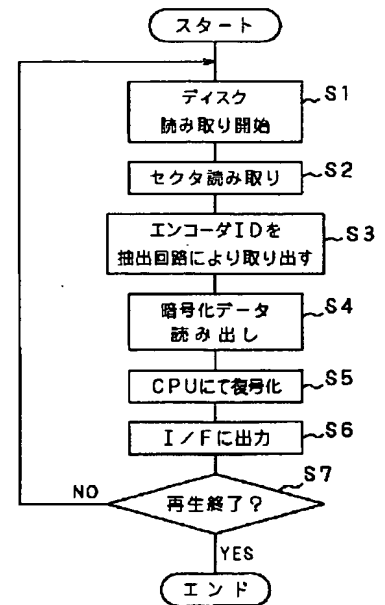 スタート
ディスク
読み取り開始
S1
セクタ読み取り
S2
エンコーダIDを
抽出回路により取り出す
S3
暗号化データ
読み出し
S4
CPUにて復号化
S5
I/Fに出力
S6
再生終了?
S7
NO
YES
エンド